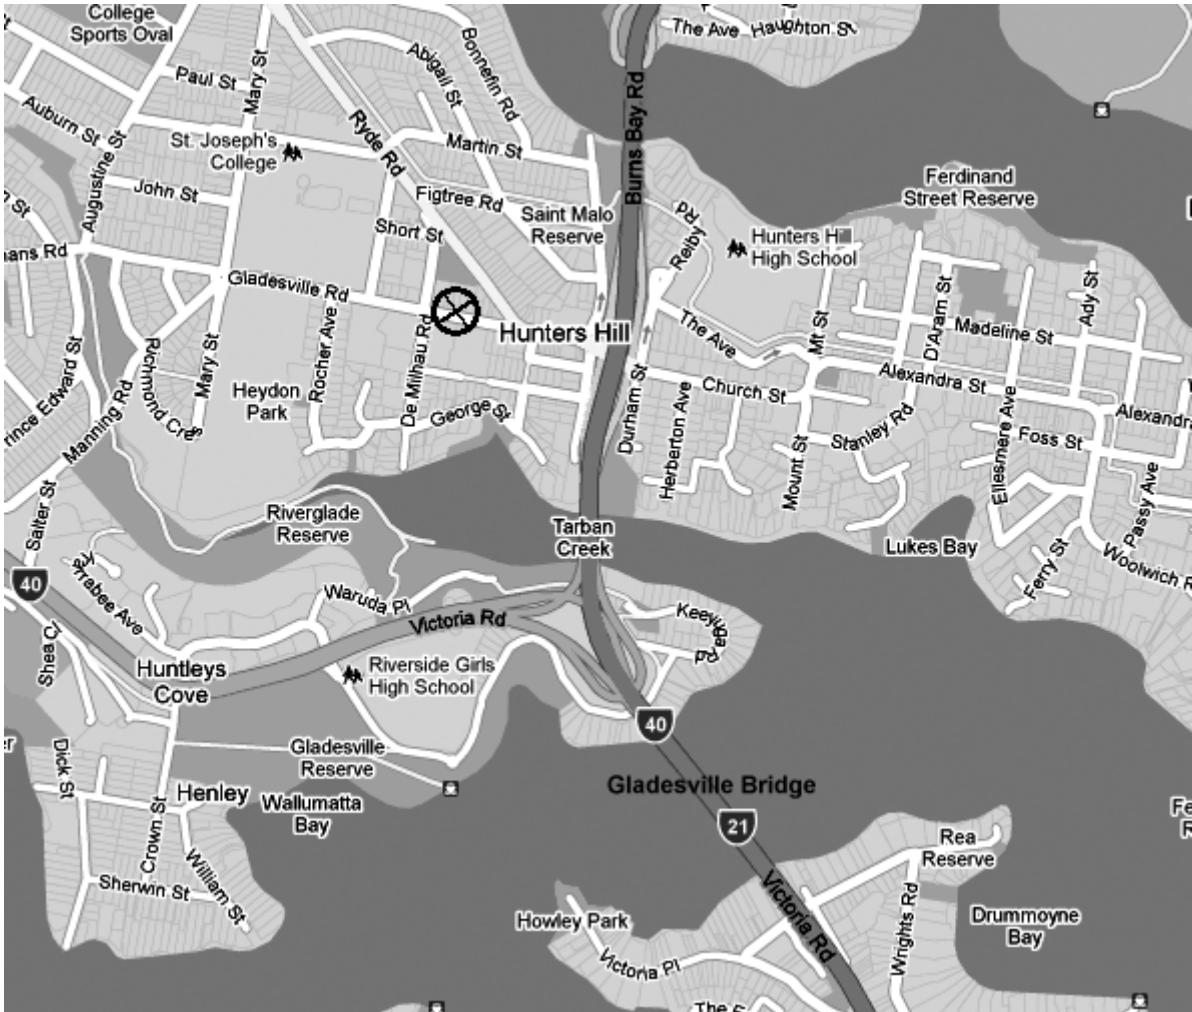 College
Sports Oval
The Ave
Haughton St
Bonnefin Rd
Abigail St
Paul St
Mary St
Burns Bay Rd
Auburn St
Ryde Rd
St. Joseph's
College
Martin St
Augustine St
John St
Figtree Rd
Ferdinand
Street Reserve
Saint Malo
Reserve
Reiby Rd
Short St
Hunters H
High School
Gladesville Rd
Ady St
D'Aram St
Hunters Hill
The Ave
Mt St
Madeline St
Rocher Ave
De Milhau Rd
Mary St
Richmond Cres
Prince Edward St
Manning Rd
Heydon
Park
George St
Durham St
Church St
Herberton Ave
Alexandra St
Alexandra
Ellesmere Ave
Stanley Rd
Foss St
Mount St
Passy Ave
Salter St
Riverglade
Reserve
Tarban
Creek
Lukes Bay
Ferry St
Woolwich R
40
Waruda Pl
Victoria Rd
Shea Cl
Huntleys
Cove
Riverside Girls
High School
40
Gladesville
Reserve
Gladesville Bridge
Dick St
Henley
Wallumatta
Bay
Crown St
William St
Sherwin St
21
Rea
Reserve
Victoria Rd
Wrights Rd
Howley Park
Drummoyne
Bay
Victoria Pl